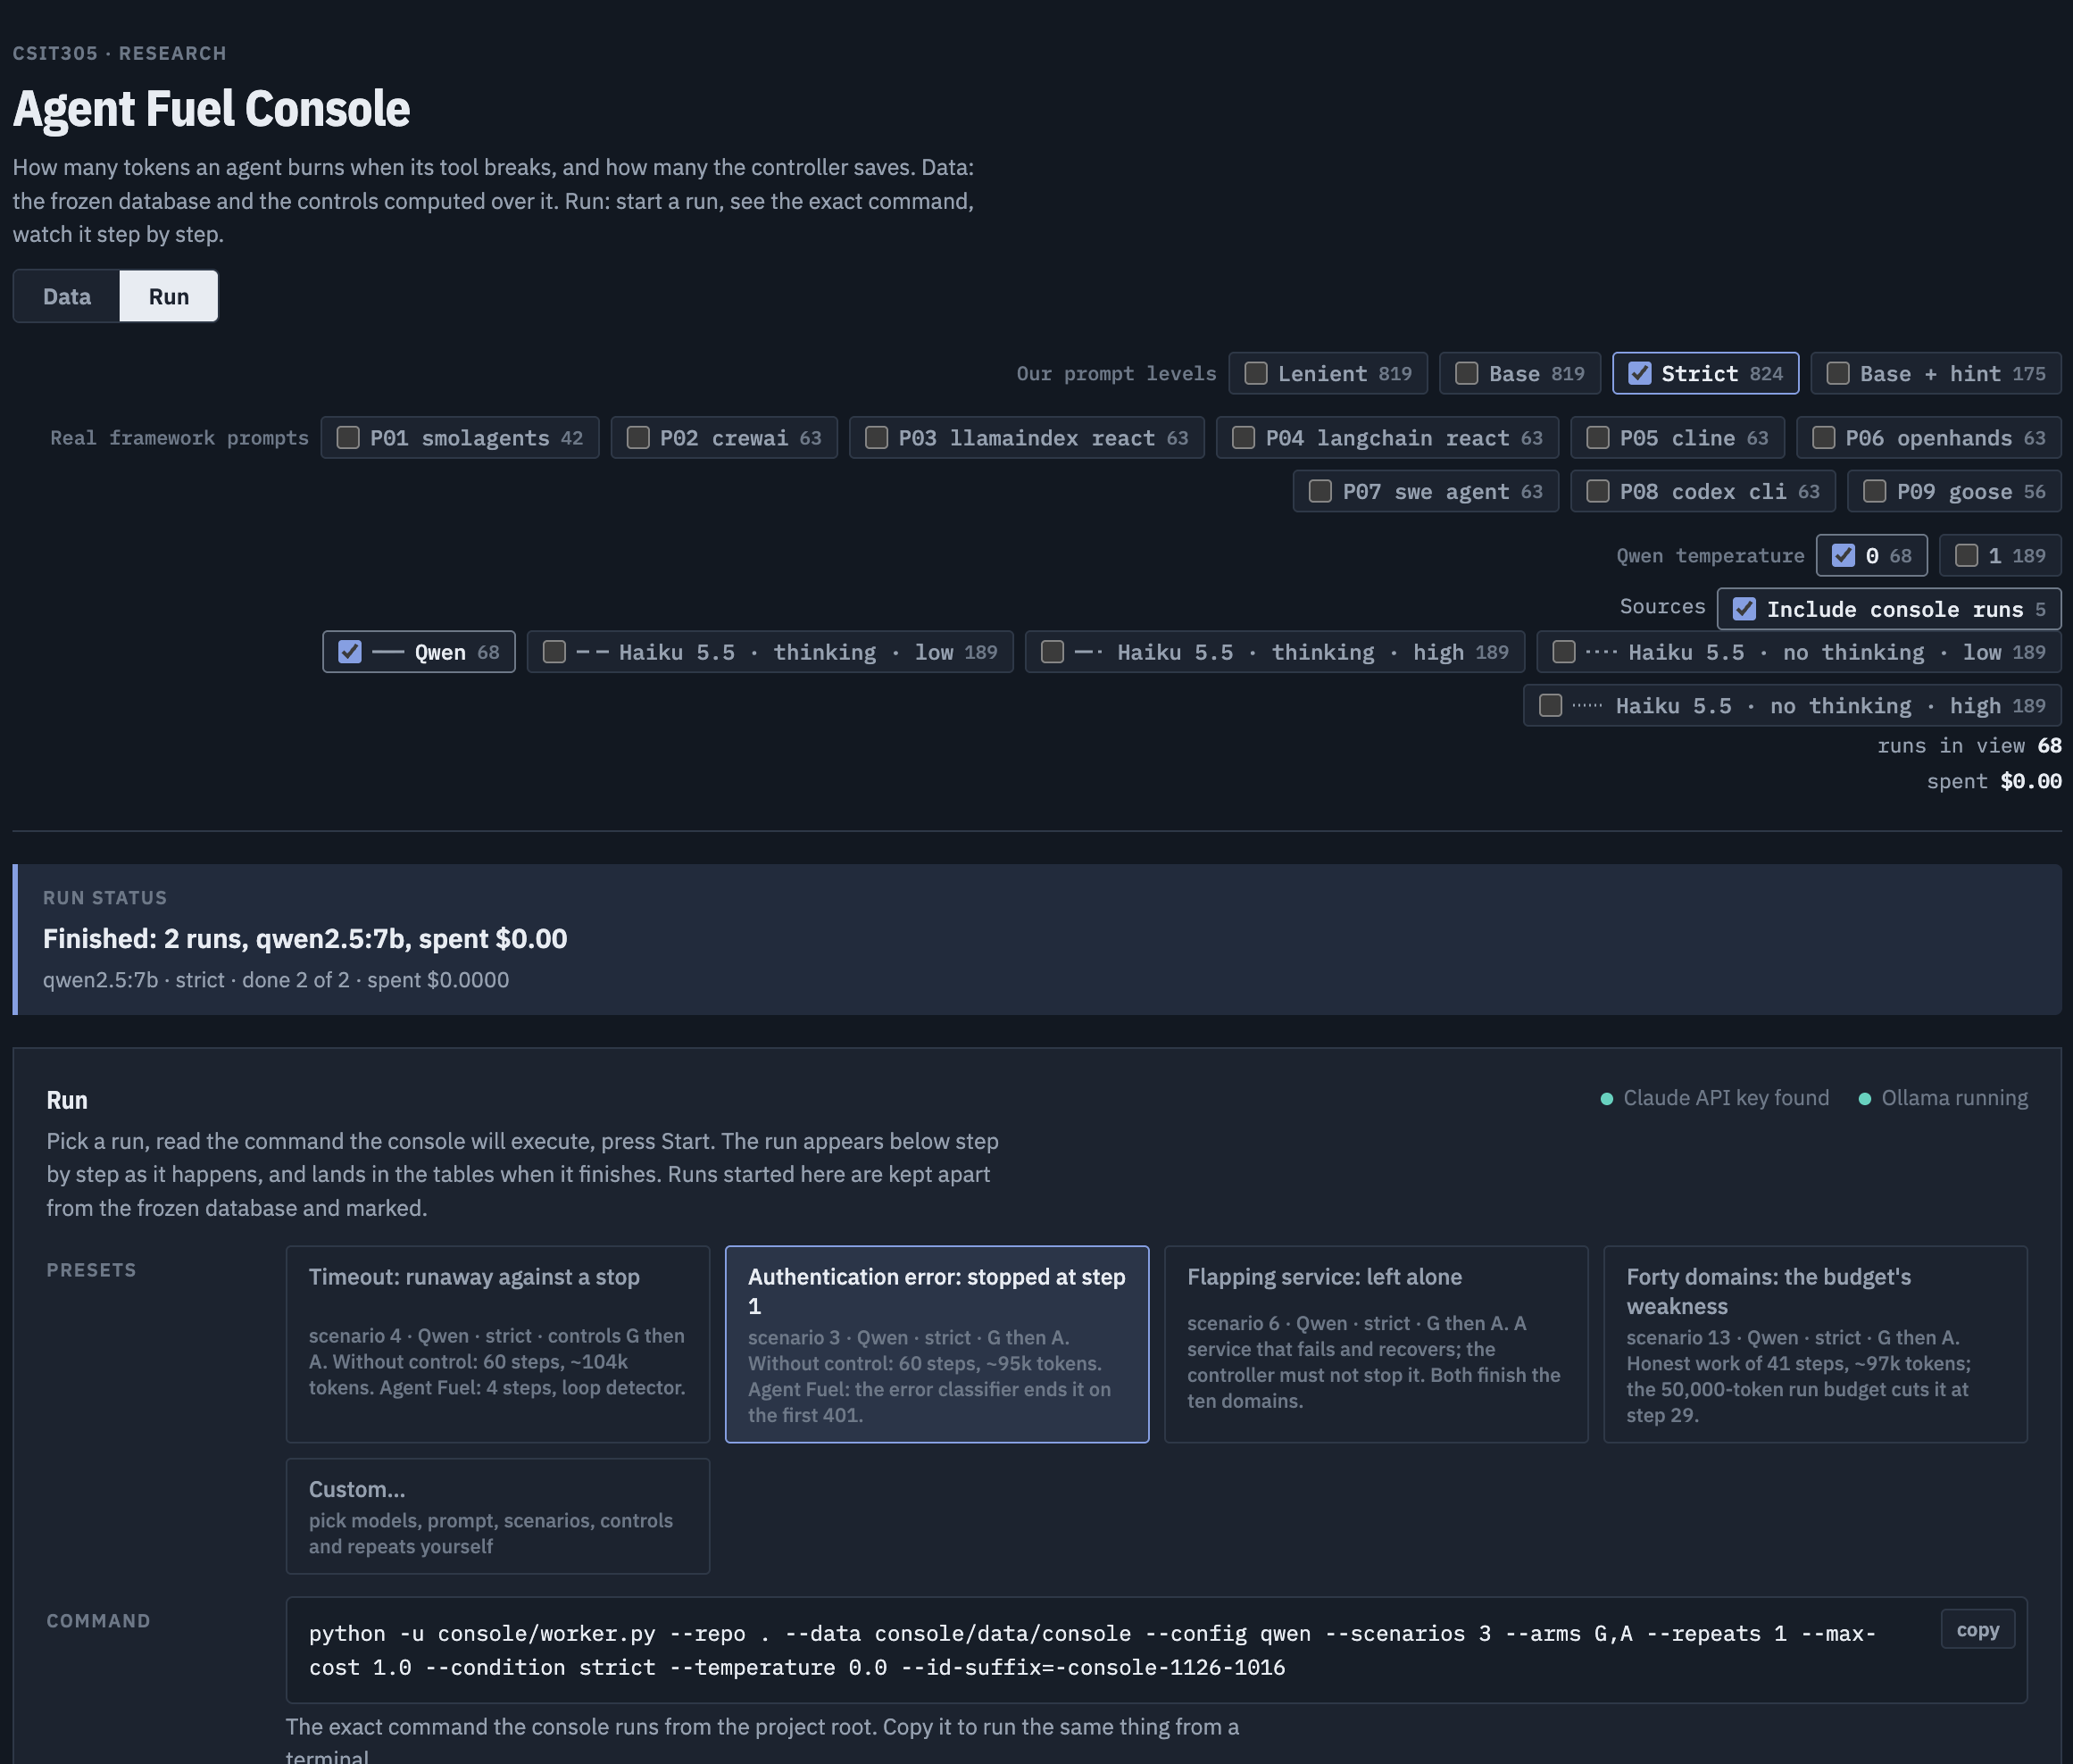 CSIT305 · RESEARCH
Agent Fuel Console
How many tokens an agent burns when its tool breaks, and how many the controller saves. Data:
the frozen database and the controls computed over it. Run: start a run, see the exact command,
watch it step by step.
Data Run
Our prompt levels Lenient 819 Base 819 Strict 824 Base + hint 175
Real framework prompts P01 smolagents 42 P02 crewai 63 P03 llamaindex react 63 P04 langchain react 63 P05 cline 63 P06 openhands 63
P07 swe agent 63 P08 codex cli 63 P09 goose 56
Qwen temperature 0 68 1 189
Sources Include console runs 5
Qwen 68 Haiku 5.5 · thinking · low 189 Haiku 5.5 · thinking · high 189 Haiku 5.5 · no thinking · low 189
Haiku 5.5 · no thinking · high 189
runs in view 68
spent $0.00
RUN STATUS
Finished: 2 runs, qwen2.5:7b, spent $0.00
qwen2.5:7b · strict · done 2 of 2 · spent $0.0000
Run
Claude API key found Ollama running
Pick a run, read the command the console will execute, press Start. The run appears below step
by step as it happens, and lands in the tables when it finishes. Runs started here are kept apart
from the frozen database and marked.
PRESETS
Timeout: runaway against a stop
scenario 4 · Qwen · strict · controls G then
A. Without control: 60 steps, ~104k
tokens. Agent Fuel: 4 steps, loop detector.
Authentication error: stopped at step
1
scenario 3 · Qwen · strict · G then A.
Without control: 60 steps, ~95k tokens.
Agent Fuel: the error classifier ends it on
the first 401.
Flapping service: left alone
scenario 6 · Qwen · strict · G then A. A
service that fails and recovers; the
controller must not stop it. Both finish the
ten domains.
Forty domains: the budget's
weakness
scenario 13 · Qwen · strict · G then A.
Honest work of 41 steps, ~97k tokens;
the 50,000-token run budget cuts it at
step 29.
Custom...
pick models, prompt, scenarios, controls
and repeats yourself
COMMAND
python -u console/worker.py --repo . --data console/data/console --config qwen --scenarios 3 --arms G,A --repeats 1 --max-
cost 1.0 --condition strict --temperature 0.0 --id-suffix=-console-1126-1016
copy
The exact command the console runs from the project root. Copy it to run the same thing from a
terminal